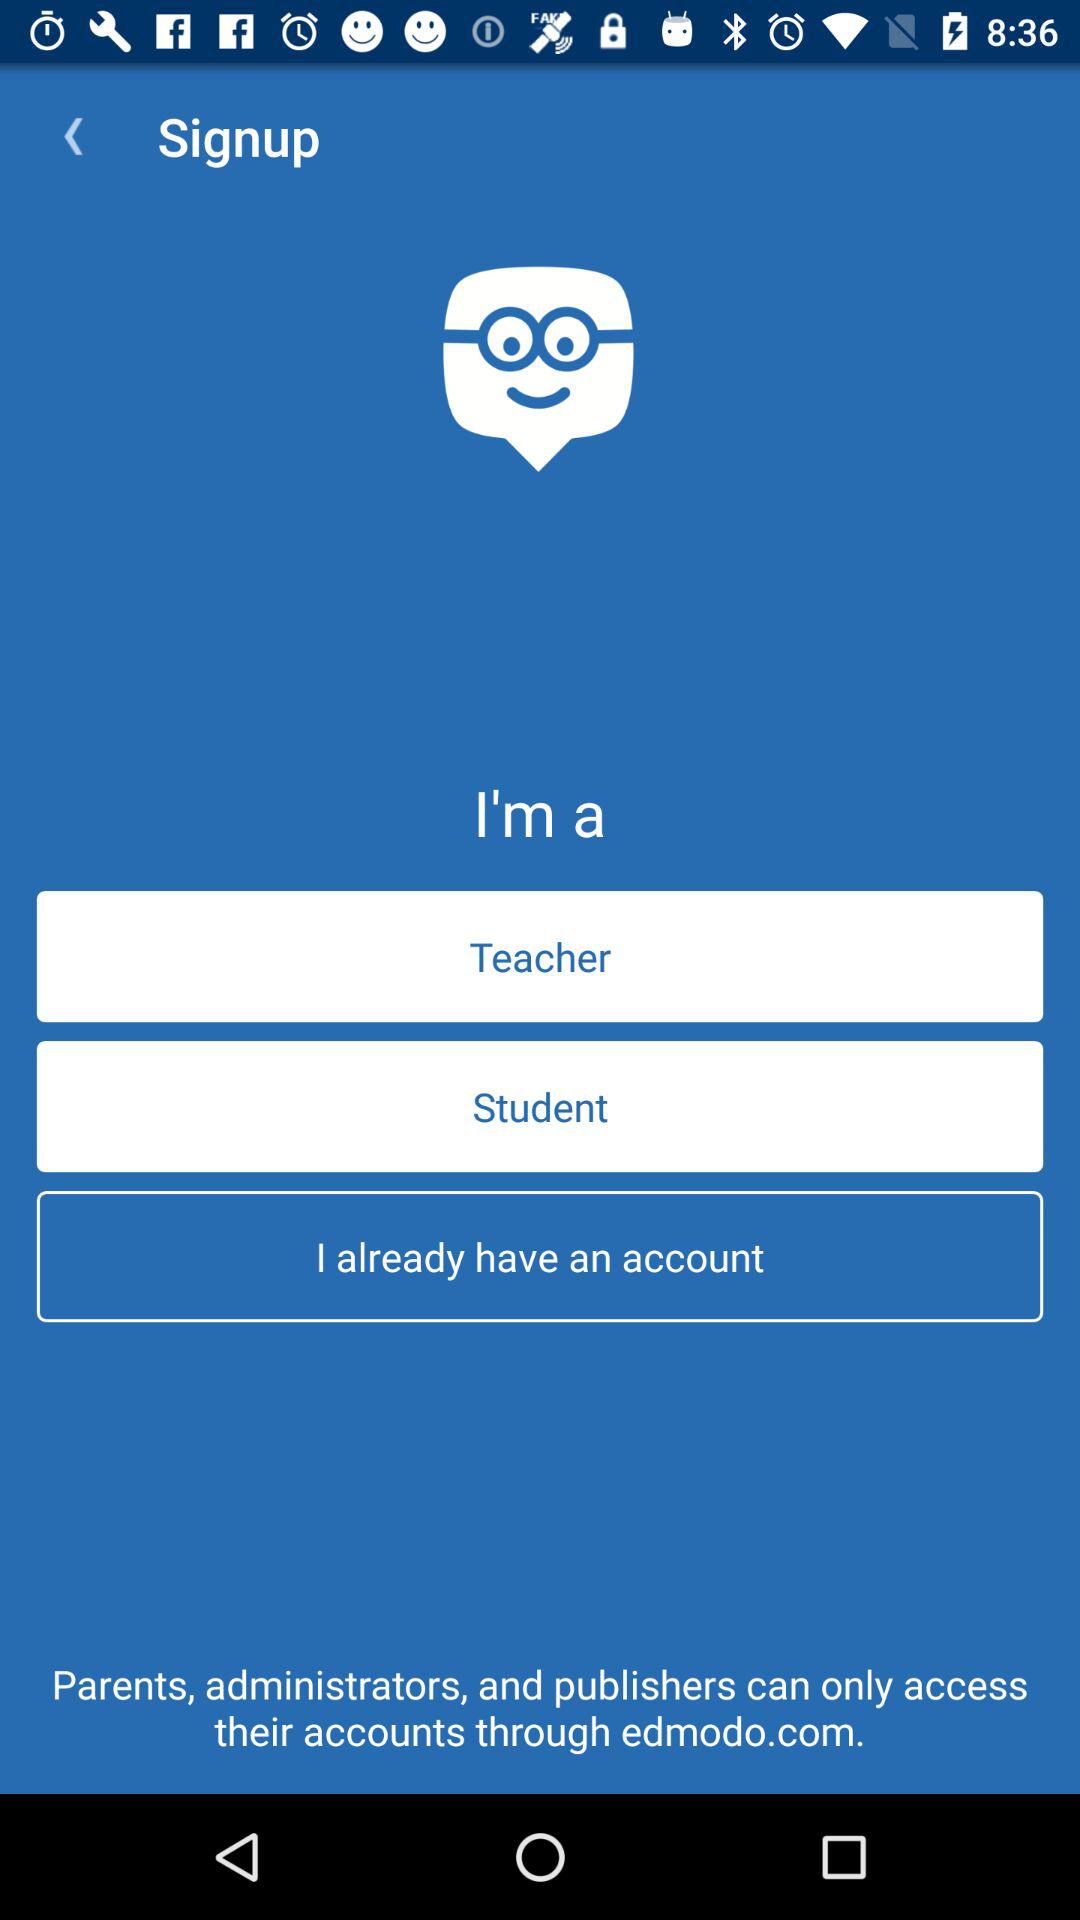 FAKE
8:36
Signup
I'm a
Teacher
Student
I already have an account
Parents, administrators, and publishers can only access
their accounts through edmodo.com.